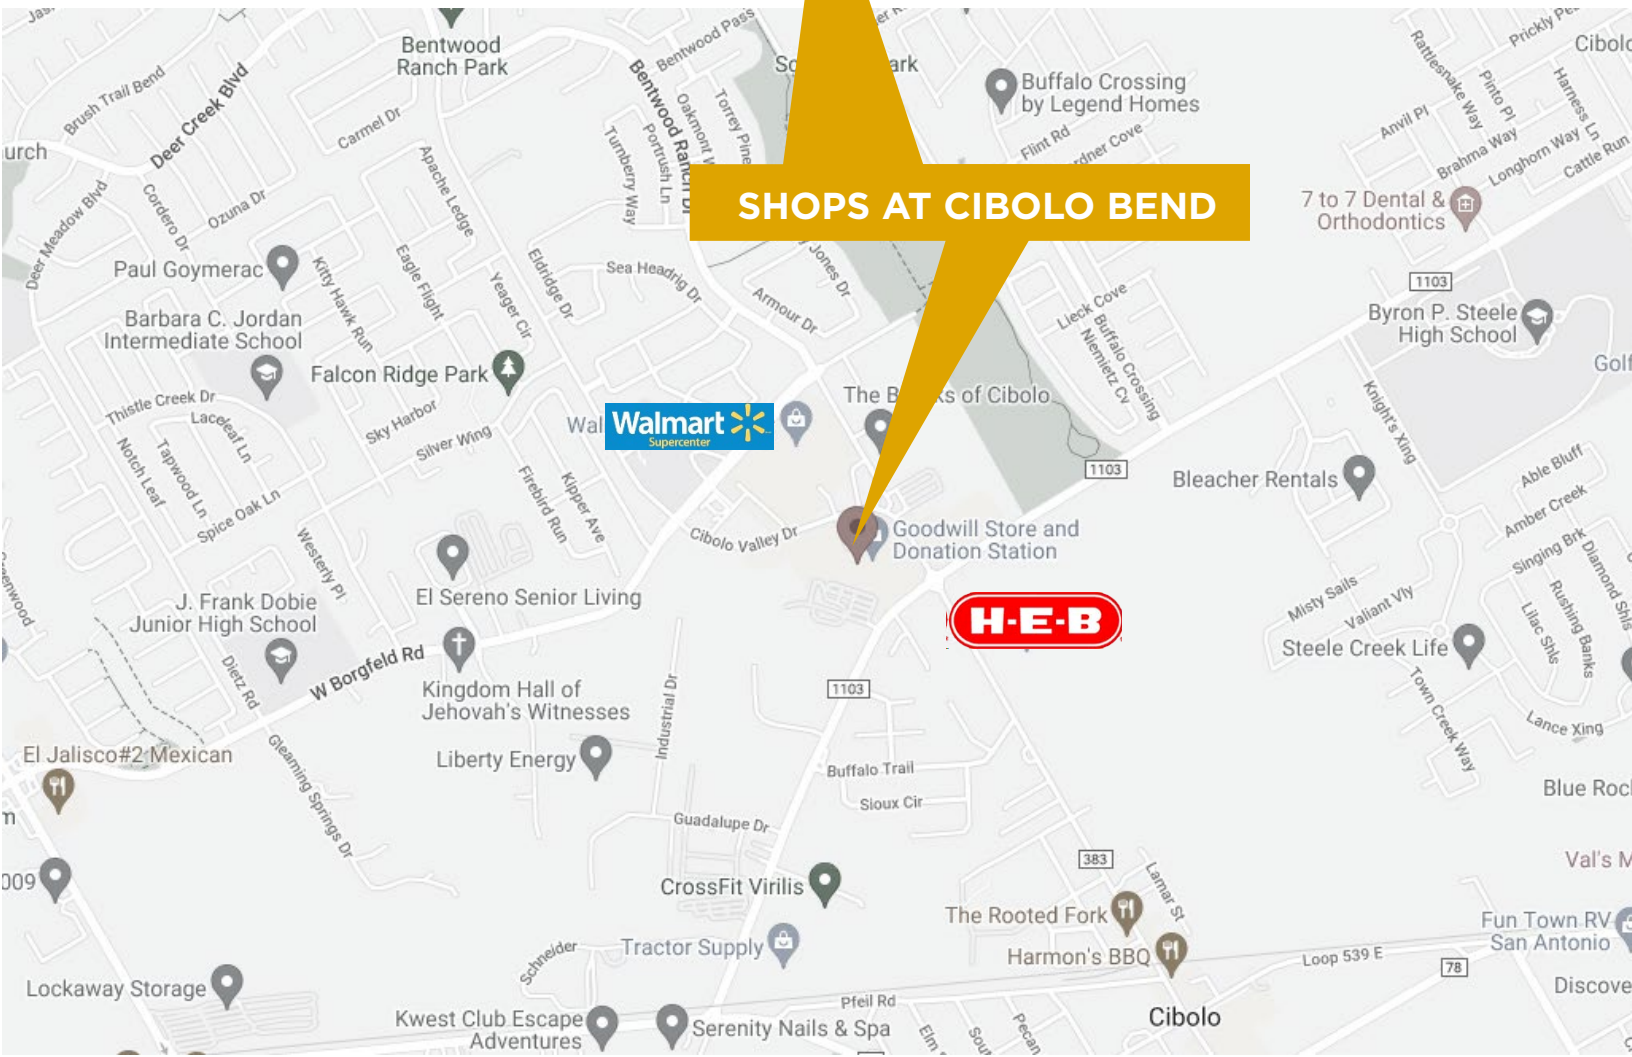 Bentwood
Ranch Park
Bentwood Pass
Prickly
Cibolo
Brush Trail Bend
Deer Creek Blvd
Carmel Dr
Bentwood Ranch Dr
Oakmont
Torrey Pine
Portrush Ln
Turnberry Way
Buffalo Crossing
by Legend Homes
Flint Rd
Rattlesnake Way
Pinto Pl
Harness Ln
Anvil Pl
Brahma Way
Longhorn Way
Cattle Run
urch
Deer Meadow Blvd
Cordero Dr
Ozuna Dr
Apache Ledge
SHOPS AT CIBOLO BEND
7 to 7 Dental &
Orthodontics
Paul Goymerac
Kitty Hawk Run
Eagle Flight
Yeager Cir
Eldridge Dr
Sea Headrig Dr
Armour Dr
Jones Dr
Lieck Cove
Buffalo Crossing
Niemietz Cv
1103
Byron P. Steele
High School
Golf
Barbara C. Jordan
Intermediate School
Falcon Ridge Park
Thistle Creek Dr
Laceleaf Ln
Sky Harbor
Silver Wing
Walmart
Supercenter
The B ks of Cibolo
Knight's Xing
Notch Leaf
Tapwood Ln
Spice Oak Ln
Westerly Pl
Firebird Run
Kipper Ave
Cibolo Valley Dr
Goodwill Store and
Donation Station
1103
Bleacher Rentals
Able Bluff
Amber Creek
Singing Brk
Diamond Shls
Rushing Banks
Lilac Shls
Misty Sails
Valiant Vly
Steele Creek Life
El Sereno Senior Living
J. Frank Dobie
Junior High School
H-E-B
Dietz Rd
W Borgfeld Rd
Kingdom Hall of
Jehovah's Witnesses
Industrial Dr
1103
Town Creek Way
Lance Xing
El Jalisco#2 Mexican
Gleaming Springs Dr
Liberty Energy
Buffalo Trail
Sioux Cir
Blue Roc
m
Guadalupe Dr
009
CrossFit Virilis
383
Lamar St
Val's M
The Rooted Fork
Harmon's BBQ
Fun Town RV
San Antonio
Schneider
Tractor Supply
Loop 539 E
78
Lockaway Storage
Pfeil Rd
Discove
Kwest Club Escape
Adventures
Serenity Nails & Spa
Elm
Pecan
Cibolo